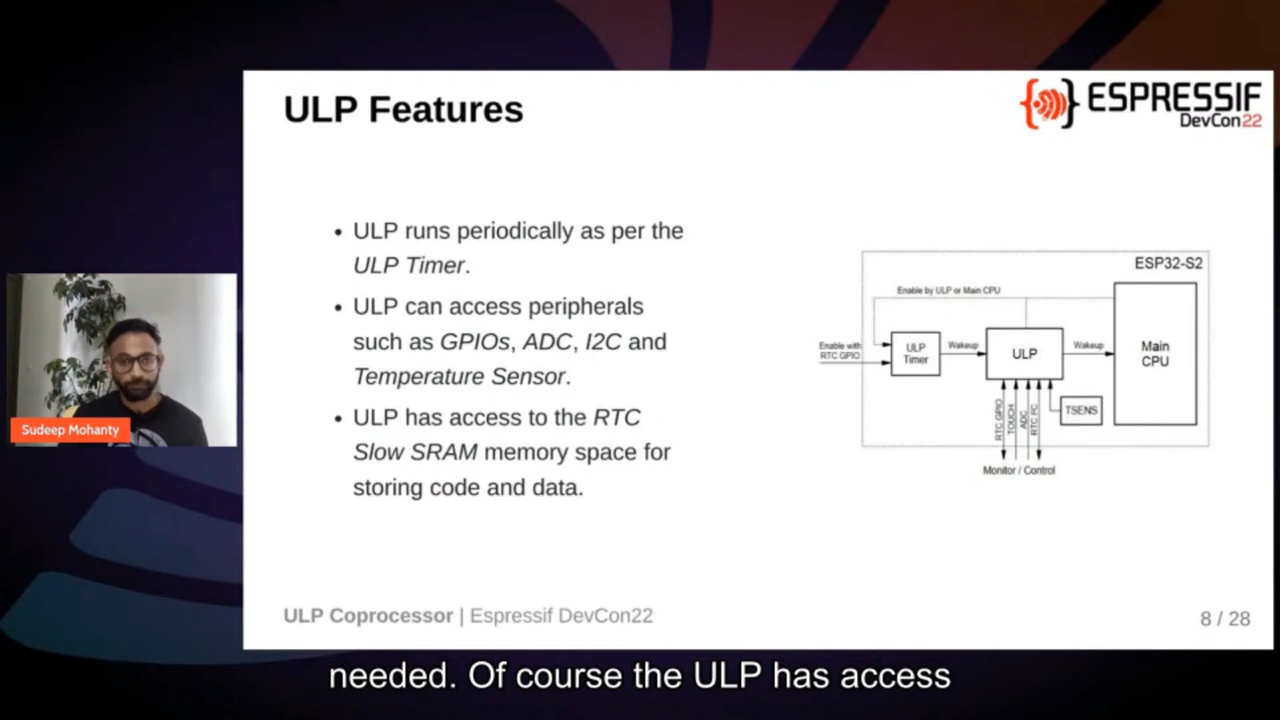 ULP Features
{ } ESPRESSIF
DevCon22
• ULP runs periodically as per the
ULP Timer.
• ULP can access peripherals
such as GPIOs, ADC, I2C and
Temperature Sensor.
• ULP has access to the RTC
Slow SRAM memory space for
storing code and data.
ESP32-S2
Enable by ULP or Main CPU
Enable with
RTC GPIO
ULP
Timer
Wakeup
ULP
Wakeup
Main
CPU
RTC GPIO
TOUCH
ADC
RTC I²C
TSENS
Monitor / Control
Sudeep Mohanty
ULP Coprocessor | Espressif DevCon22
8 / 28
needed. Of course the ULP has access